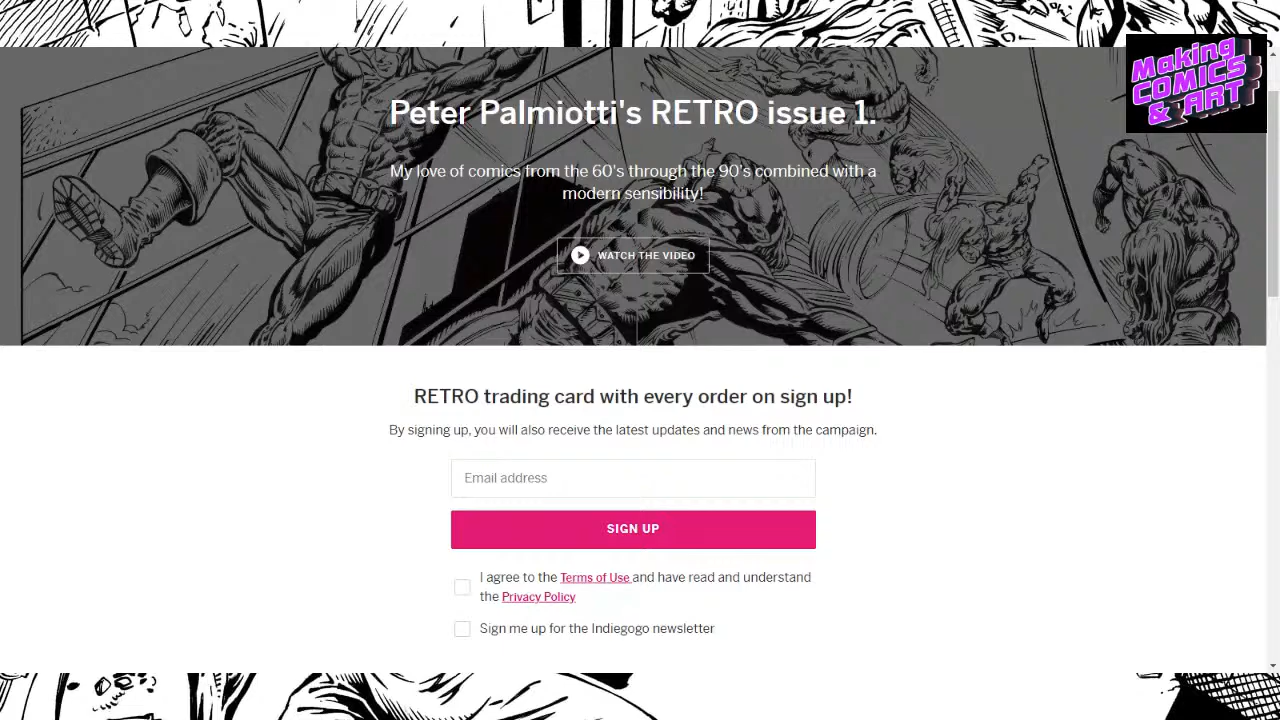 Making
COMICS
& ART
Peter Palmiotti's RETRO issue 1.
My love of comics from the 60's through the 90's combined with a
modern sensibility!
WATCH THE VIDEO
RETRO trading card with every order on sign up!
By signing up, you will also receive the latest updates and news from the campaign.
Email address
SIGN UP
I agree to the Terms of Use and have read and understand
the Privacy Policy
Sign me up for the Indiegogo newsletter